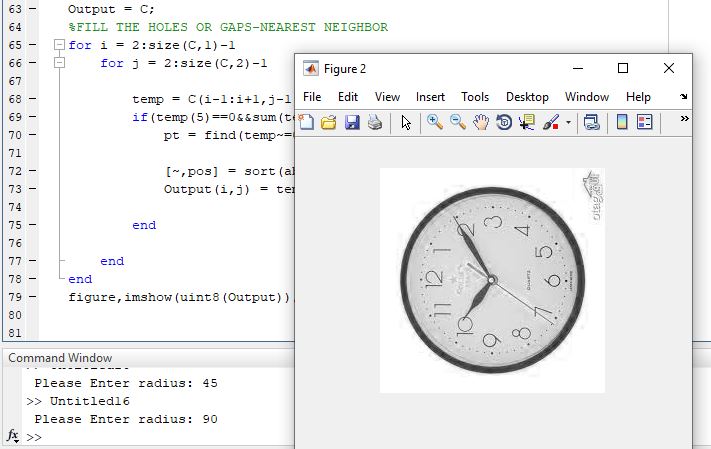 63 Output = C;
64 %FILL THE HOLES OR GAPS-NEAREST NEIGHBOR
65 for i = 2:size(C,1)-1
66 for j = 2:size(C,2)-1
67
68 temp = C(i-1:i+1,j-1
69 if(temp(5)==0&&sum(te
70 pt = find(temp~=
71
72 [~,pos] = sort(a
73 Output(i,j) = te
74
75 end
76
77 end
78 end
79 figure,imshow(uint8(Output))
80
81
Figure 2
File Edit View Insert Tools Desktop Window Help
12
1
2
3
4
5
6
7
8
9
10
11
QUARTZ
Command Window
Please Enter radius: 45
>> Untitled16
Please Enter radius: 90
fx >>